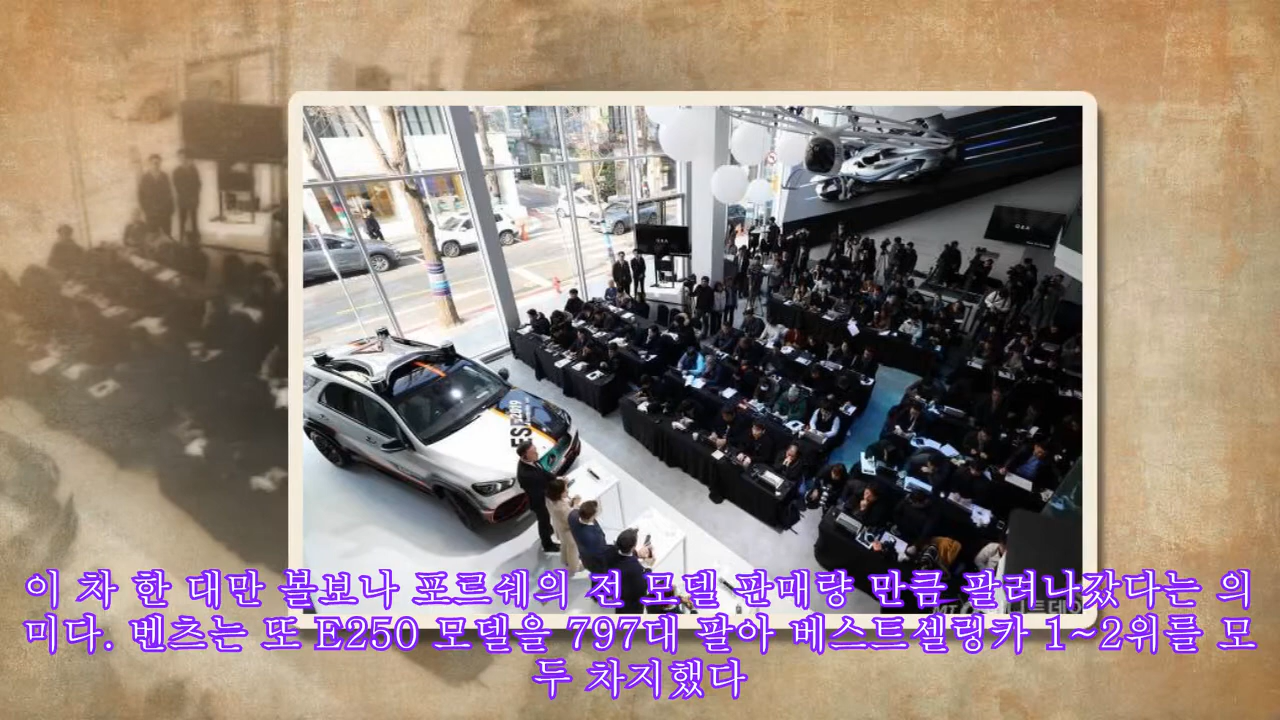 Q&A
Q&A
ES
2019
이 차 한 대만 볼보나 포르쉐의 전 모델 판매량 만큼 팔려나갔다는 의
미다. 벤츠는 또 E250 모델을 797대 팔아 베스트셀링카 1~2위를 모
두 차지했다